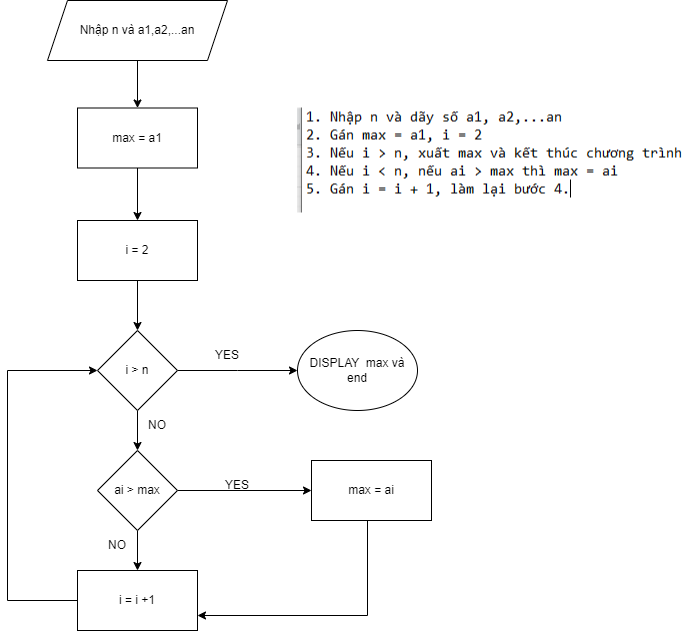 Nhập n và a1,a2,...an
max = a1
1. Nhập n và dãy số a1, a2,...an
2. Gán max = a1, i = 2
3. Nếu i > n, xuất max và kết thúc chương trình
4. Nếu i < n, nếu ai > max thì max = ai
5. Gán i = i + 1, làm lại bước 4.
i = 2
i > n
YES
DISPLAY max và
end
NO
ai > max
YES
max = ai
NO
i = i +1